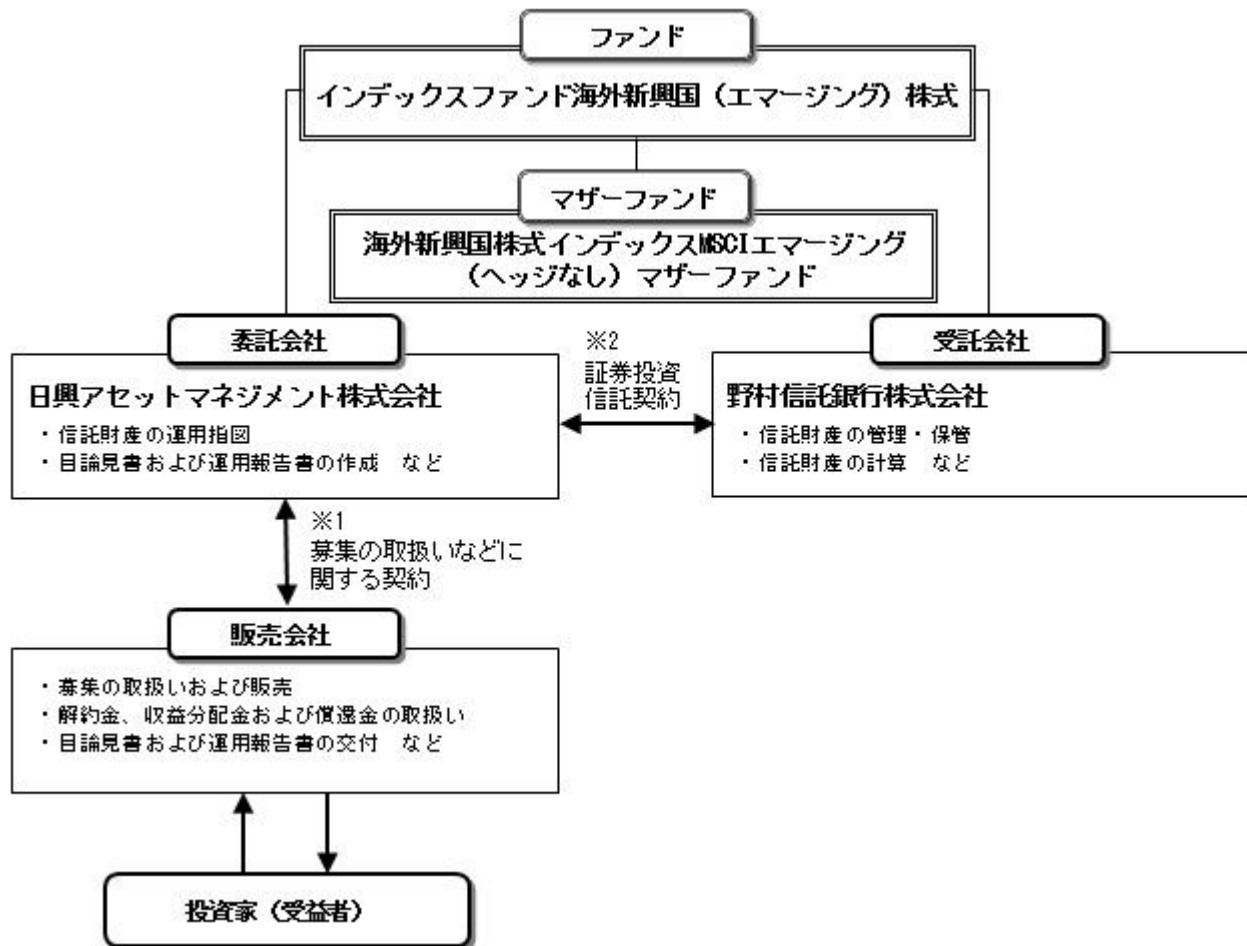 ファンド
インデックスファンド海外新興国（エマージング）株式
マザーファンド
海外新興国株式インデックスMSCIエマージング
（ヘッジなし）マザーファンド
委託会社
日興アセットマネジメント株式会社
・信託財産の運用指図
・目論見書および運用報告書の作成　など
※2
証券投資
信託契約
受託会社
野村信託銀行株式会社
・信託財産の管理・保管
・信託財産の計算　など
※1
募集の取扱いなどに
関する契約
販売会社
・募集の取扱いおよび販売
・解約金、収益分配金および償還金の取扱い
・目論見書および運用報告書の交付　など
投資家（受益者）